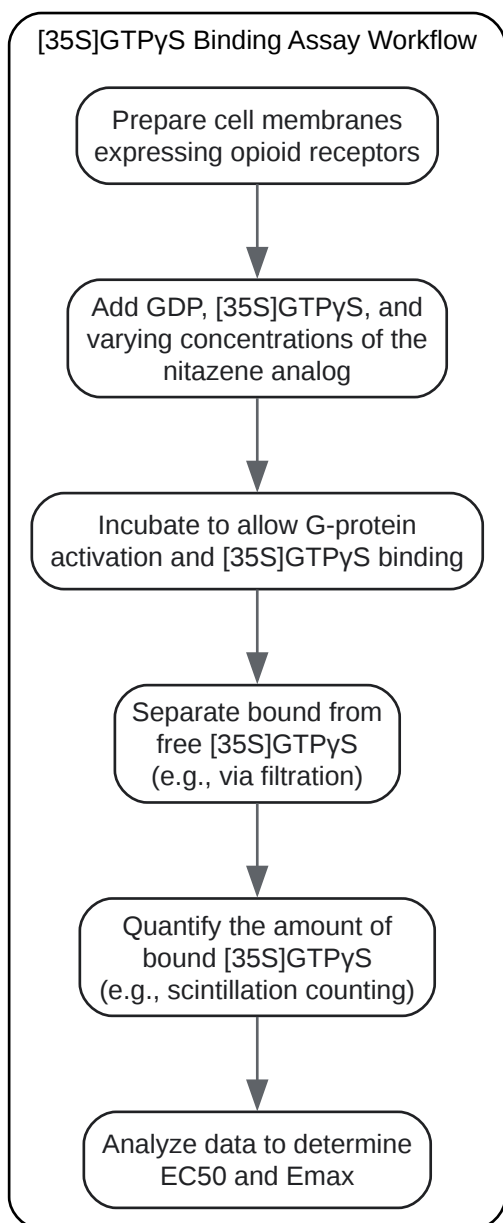 [35S]GTPγS Binding Assay Workflow
Prepare cell membranes
expressing opioid receptors
Add GDP, [35S]GTPγS, and
varying concentrations of the
nitazene analog
Incubate to allow G-protein
activation and [35S]GTPγS binding
Separate bound from
free [35S]GTPγS
(e.g., via filtration)
Quantify the amount of
bound [35S]GTPγS
(e.g., scintillation counting)
Analyze data to determine
EC50 and Emax